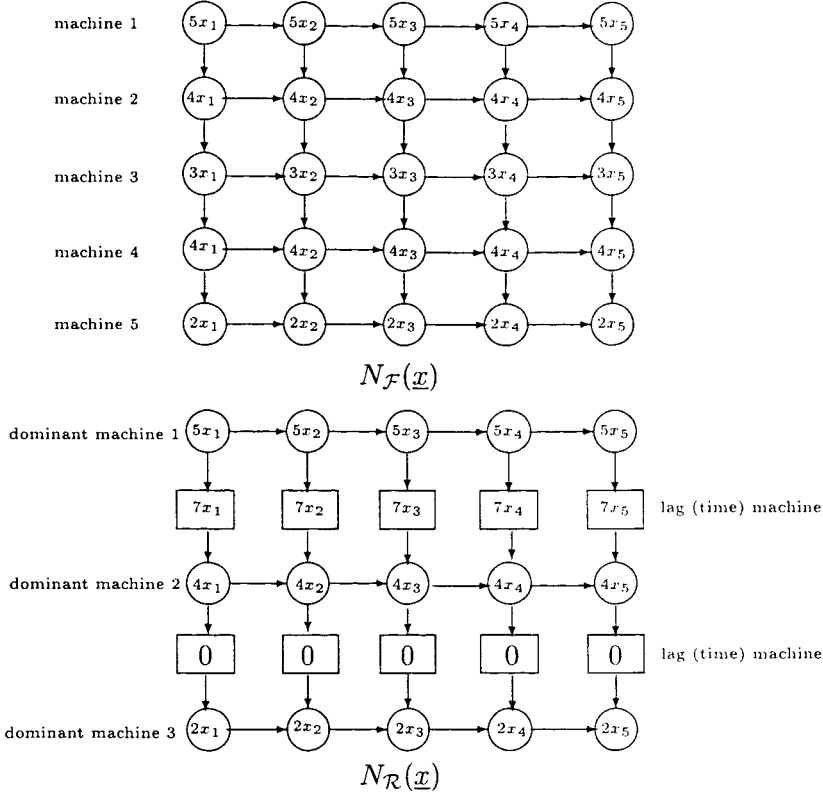 machine 1 5x₁ 5x₂ 5x₃ 5x₄ 5x₅
machine 2 4x₁ 4x₂ 4x₃ 4x₄ 4x₅
machine 3 3x₁ 3x₂ 3x₃ 3x₄ 3x₅
machine 4 4x₁ 4x₂ 4x₃ 4x₄ 4x₅
machine 5 2x₁ 2x₂ 2x₃ 2x₄ 2x₅
N_ℱ(x̲)
dominant machine 1 5x₁ 5x₂ 5x₃ 5x₄ 5x₅
7x₁ 7x₂ 7x₃ 7x₄ 7x₅ lag (time) machine
dominant machine 2 4x₁ 4x₂ 4x₃ 4x₄ 4x₅
0 0 0 0 0 lag (time) machine
dominant machine 3 2x₁ 2x₂ 2x₃ 2x₄ 2x₅
N_ℛ(x̲)